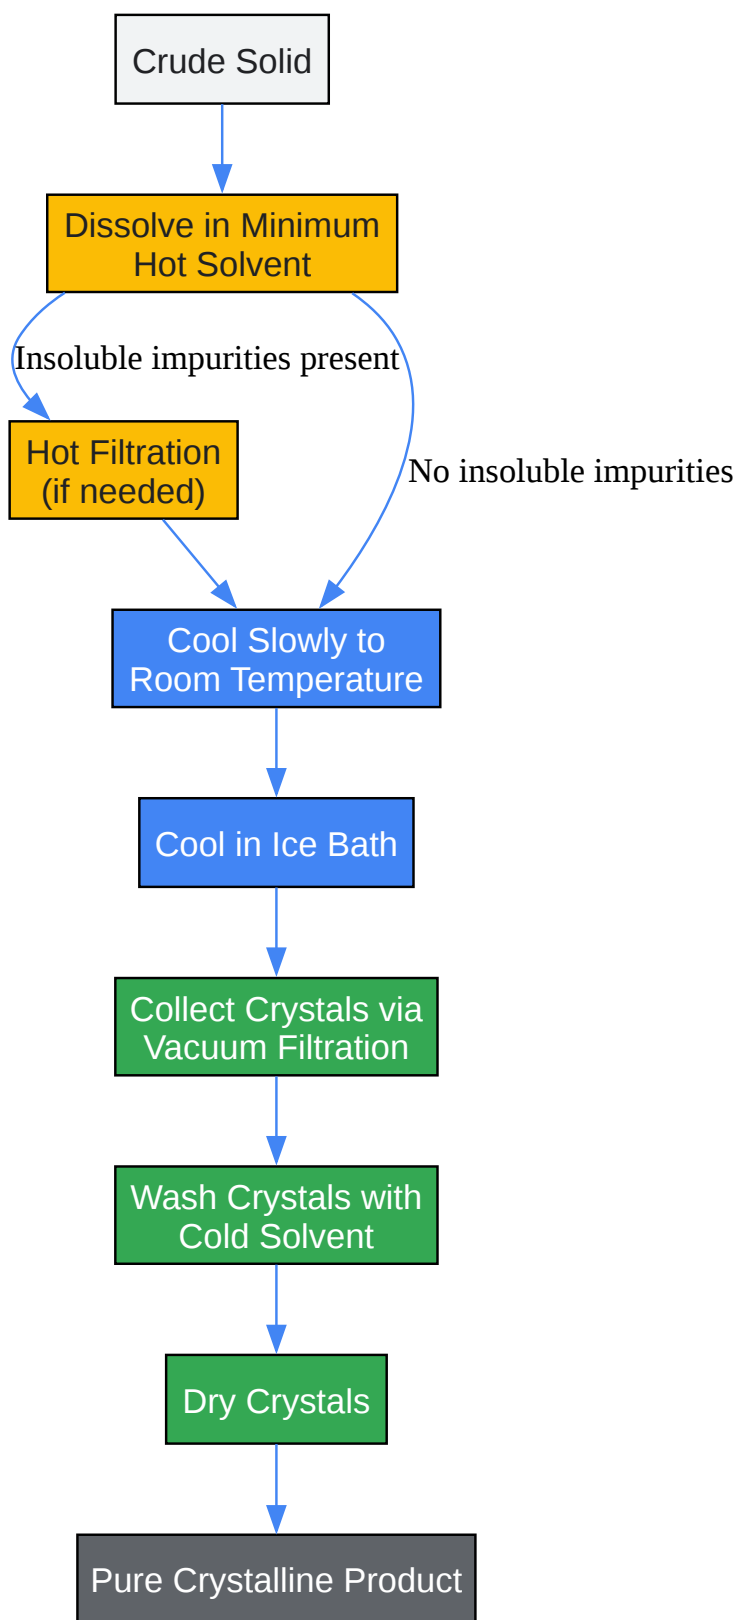 Crude Solid
Dissolve in Minimum
Hot Solvent
Insoluble impurities present
Hot Filtration
(if needed)
No insoluble impurities
Cool Slowly to
Room Temperature
Cool in Ice Bath
Collect Crystals via
Vacuum Filtration
Wash Crystals with
Cold Solvent
Dry Crystals
Pure Crystalline Product